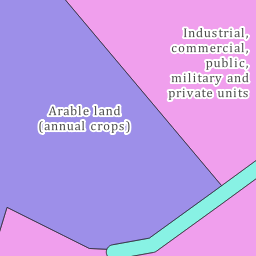 Industrial,
commercial,
public,
military and
private units
Arable land
(annual crops)